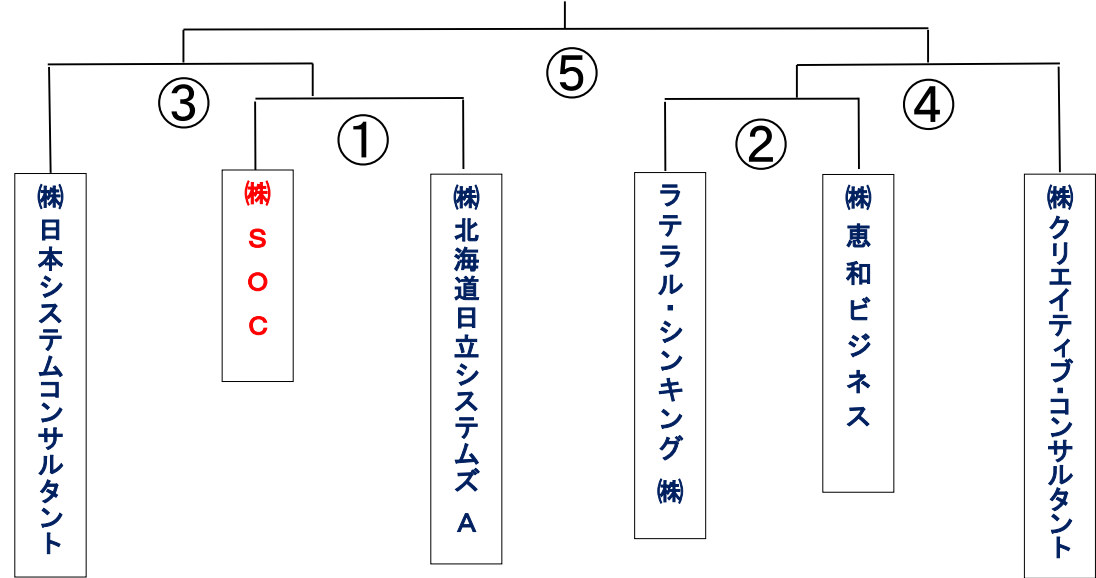 ⑤
③
④
①
②
㈱日本システムコンサルタント
㈱ＳＯＣ
㈱北海道日立システムズ Ａ
ラテラル・シンキング㈱
㈱恵和ビジネス
㈱クリエイティブ・コンサルタント